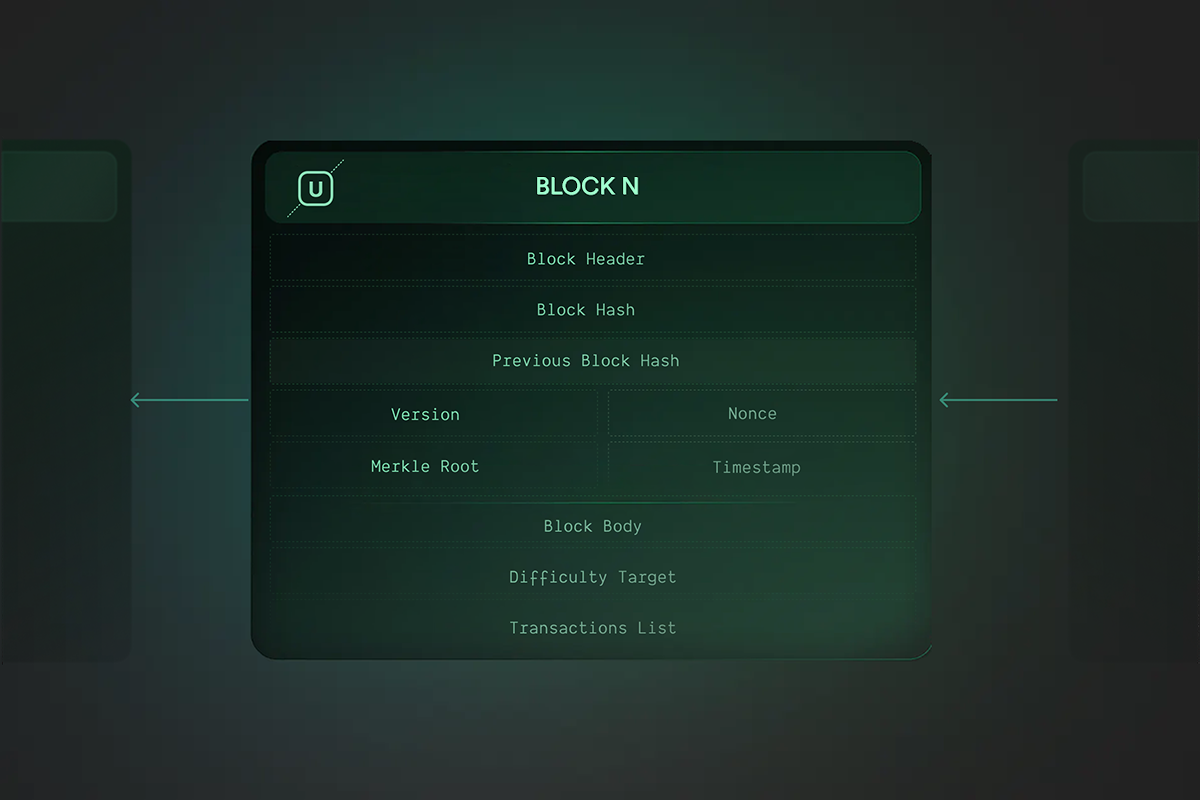 U
BLOCK N
Block Header
Block Hash
Previous Block Hash
Version
Nonce
Merkle Root
Timestamp
Block Body
Difficulty Target
Transactions List